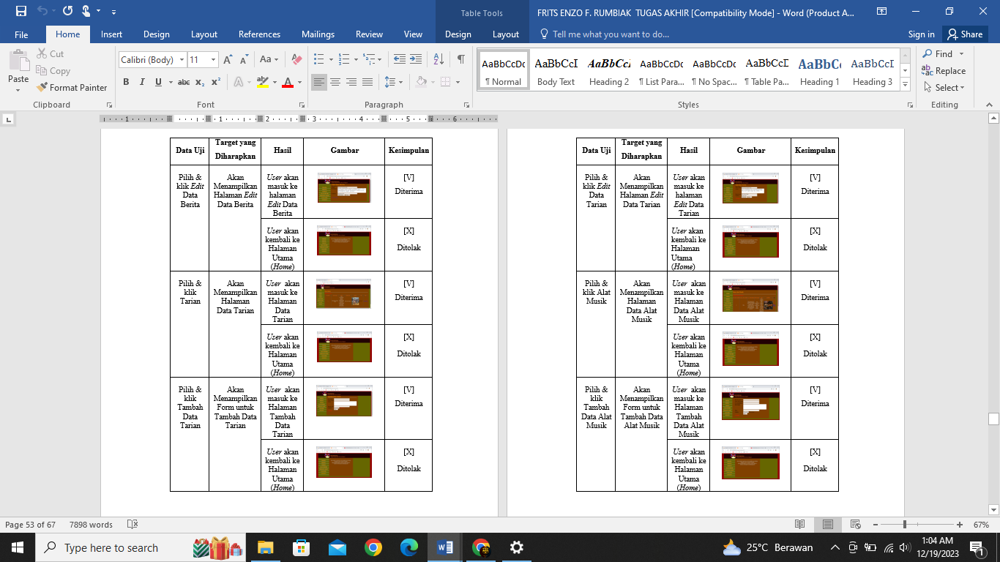 FRITS ENZO F. RUMBIAK  TUGAS AKHIR [Compatibility Mode] - Word (Product A...
Table Tools
File
Home
Insert
Design
Layout
References
Mailings
Review
View
Design
Layout
Tell me what you want to do...
Sign in
Share
Paste
Cut
Copy
Format Painter
Clipboard
Calibri (Body)
11
Font
Paragraph
AaBbCcDc
¶ Normal
AaBbCcI
Body Text
AaBbCcI
Heading 2
AaBbCcDc
¶ List Para...
AaBbCcDc
¶ No Spac...
AaBbCcD
¶ Table Pa...
AaBbC
Heading 1
AaBbCcD
Heading 3
Styles
Find
Replace
Select
Editing
Data Uji
Target yang
Diharapkan
Hasil
Gambar
Kesimpulan
Pilih &
klik Edit
Data
Berita
Akan
Menampilkan
Halaman Edit
Data Berita
User akan
masuk ke
halaman
Edit Data
Berita
[V]
Diterima
User akan
kembali ke
Halaman
Utama
(Home)
[X]
Ditolak
Pilih &
klik
Tarian
Akan
Menampilkan
Halaman
Data Tarian
User akan
masuk ke
Halaman
Data
Tarian
[V]
Diterima
User akan
kembali ke
Halaman
Utama
(Home)
[X]
Ditolak
Pilih &
klik
Tambah
Data
Tarian
Akan
Menampilkan
Form untuk
Tambah Data
Tarian
User akan
masuk ke
Halaman
Tambah
Data
Tarian
[V]
Diterima
User akan
kembali ke
Halaman
Utama
(Home)
[X]
Ditolak
Data Uji
Target yang
Diharapkan
Hasil
Gambar
Kesimpulan
Pilih &
klik Edit
Data
Tarian
Akan
Menampilkan
Halaman Edit
Data Tarian
User akan
masuk ke
halaman
Edit Data
Tarian
[V]
Diterima
User akan
kembali ke
Halaman
Utama
(Home)
[X]
Ditolak
Pilih &
klik Alat
Musik
Akan
Menampilkan
Halaman
Data Alat
Musik
User akan
masuk ke
Halaman
Data Alat
Musik
[V]
Diterima
User akan
kembali ke
Halaman
Utama
(Home)
[X]
Ditolak
Pilih &
klik
Tambah
Data Alat
Musik
Akan
Menampilkan
Form untuk
Tambah Data
Alat Musik
User akan
masuk ke
Halaman
Tambah
Data Alat
Musik
[V]
Diterima
User akan
kembali ke
Halaman
Utama
(Home)
[X]
Ditolak
Page 53 of 67
7898 words
67%
Type here to search
25°C Berawan
1:04 AM
12/19/2023
1